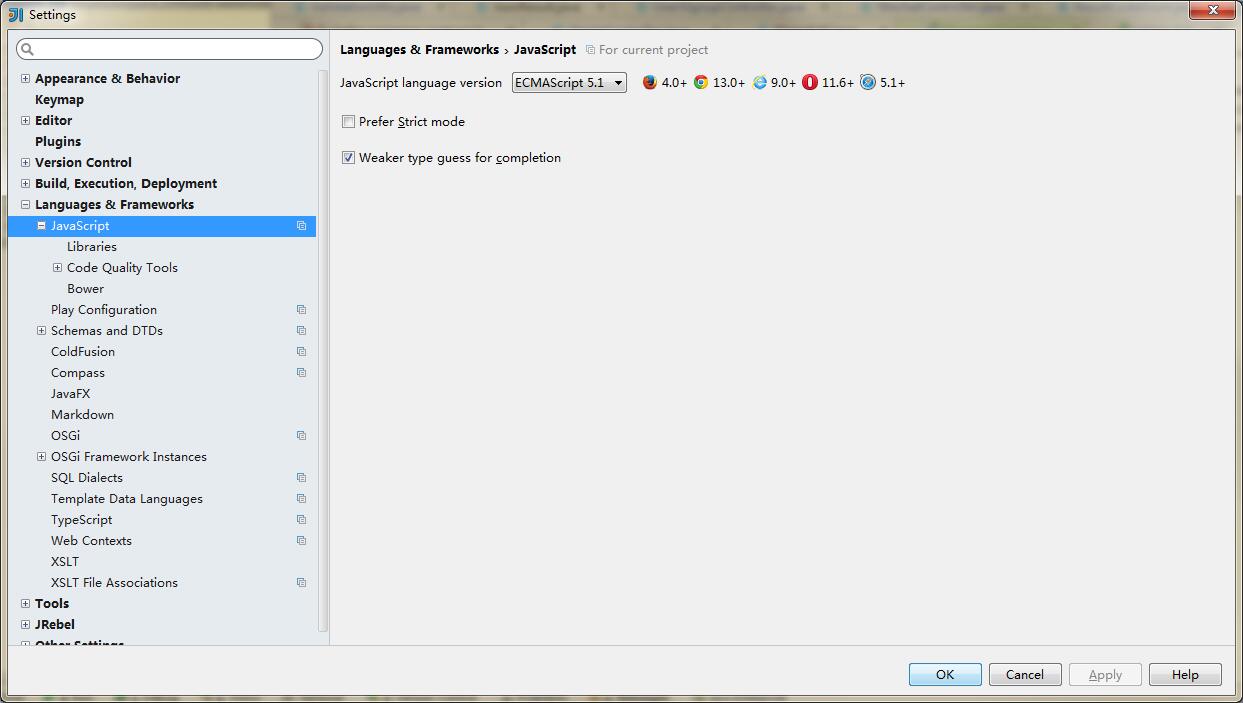 Settings
Languages & Frameworks › JavaScript For current project
JavaScript language version ECMAScript 5.1 4.0+ 13.0+ 9.0+ 11.6+ 5.1+
Prefer Strict mode
Weaker type guess for completion
Appearance & Behavior
Keymap
Editor
Plugins
Version Control
Build, Execution, Deployment
Languages & Frameworks
JavaScript
Libraries
Code Quality Tools
Bower
Play Configuration
Schemas and DTDs
ColdFusion
Compass
JavaFX
Markdown
OSGi
OSGi Framework Instances
SQL Dialects
Template Data Languages
TypeScript
Web Contexts
XSLT
XSLT File Associations
Tools
JRebel
Other Settings
OK Cancel Apply Help